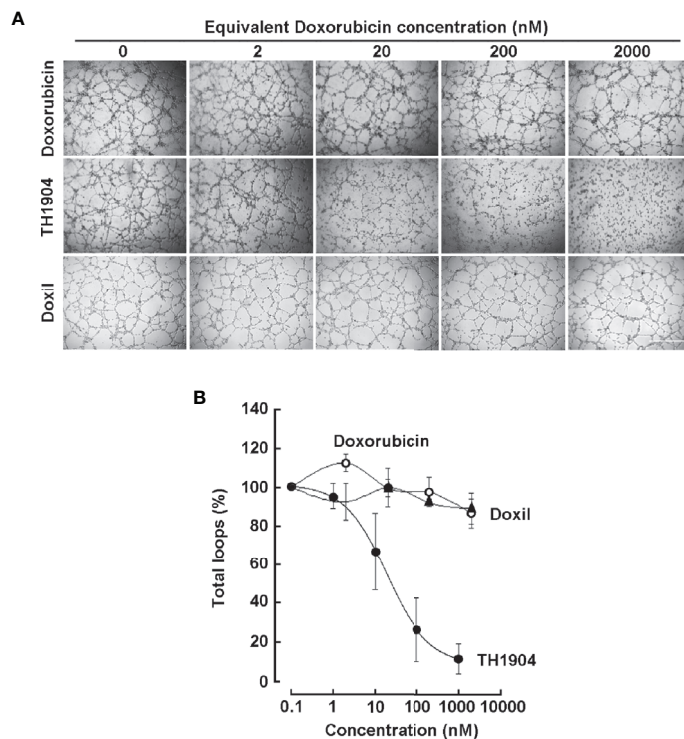 A
Equivalent Doxorubicin concentration (nM)
0 2 20 200 2000
Doxorubicin
TH1904
Doxil
B
140
120
100
80
60
40
20
0
Total loops (%)
Doxorubicin
Doxil
TH1904
0.1 1 10 100 1000 10000
Concentration (nM)